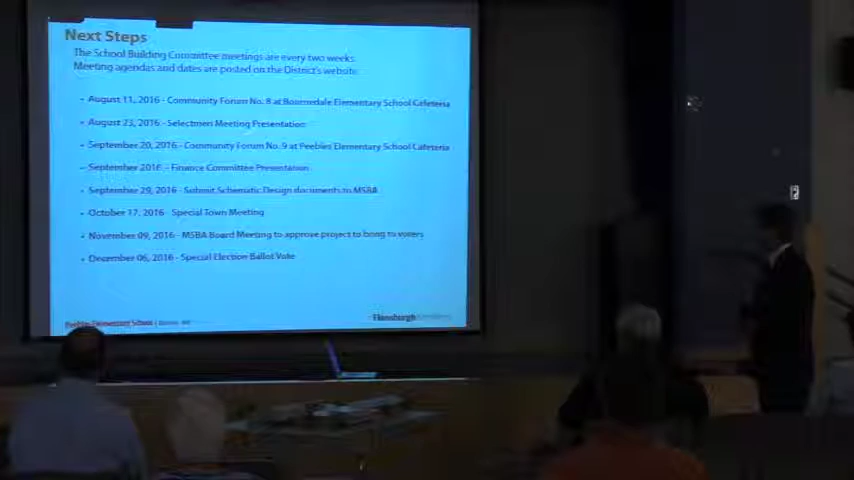 Next Steps
The School Building Committee meetings are every two weeks.
Meeting agendas and dates are posted on the District's website.
- August 11, 2016 - Community Forum No. 8 at Bournedale Elementary School Cafeteria
- August 23, 2016 - Selectmen Meeting Presentation
- September 20, 2016 - Community Forum No. 9 at Peebles Elementary School Cafeteria
- September 2016 - Finance Committee Presentation
- September 29, 2016 - Submit Schematic Design documents to MSBA
- October 17, 2016 - Special Town Meeting
- November 09, 2016 - MSBA Board Meeting to approve project to bring to voters
- December 06, 2016 - Special Election Ballot Vote
Peebles Elementary School
Flansburgh